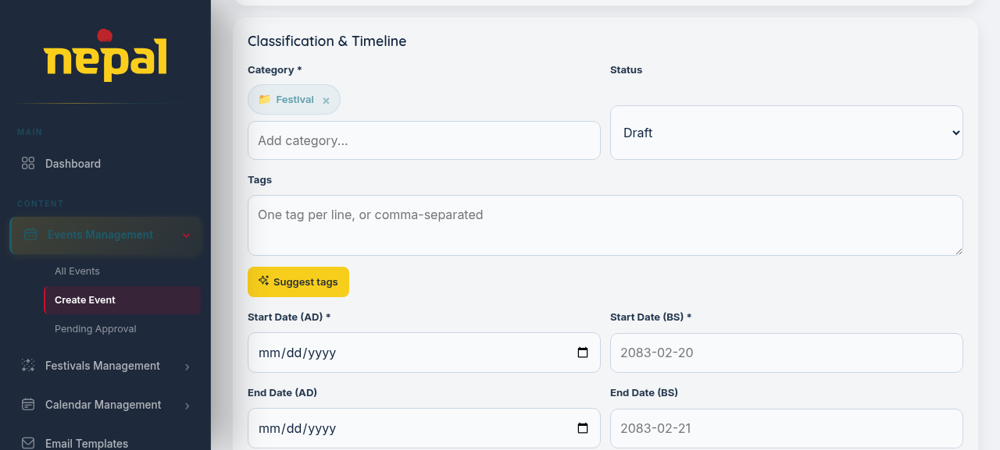 nepal
MAIN
Dashboard
CONTENT
Events Management
All Events
Create Event
Pending Approval
Festivals Management
Calendar Management
Email Templates
Classification & Timeline
Category *
📁 Festival ×
Add category...
Status
Draft
Tags
One tag per line, or comma-separated
Suggest tags
Start Date (AD) *
mm/dd/yyyy
Start Date (BS) *
2083-02-20
End Date (AD)
mm/dd/yyyy
End Date (BS)
2083-02-21